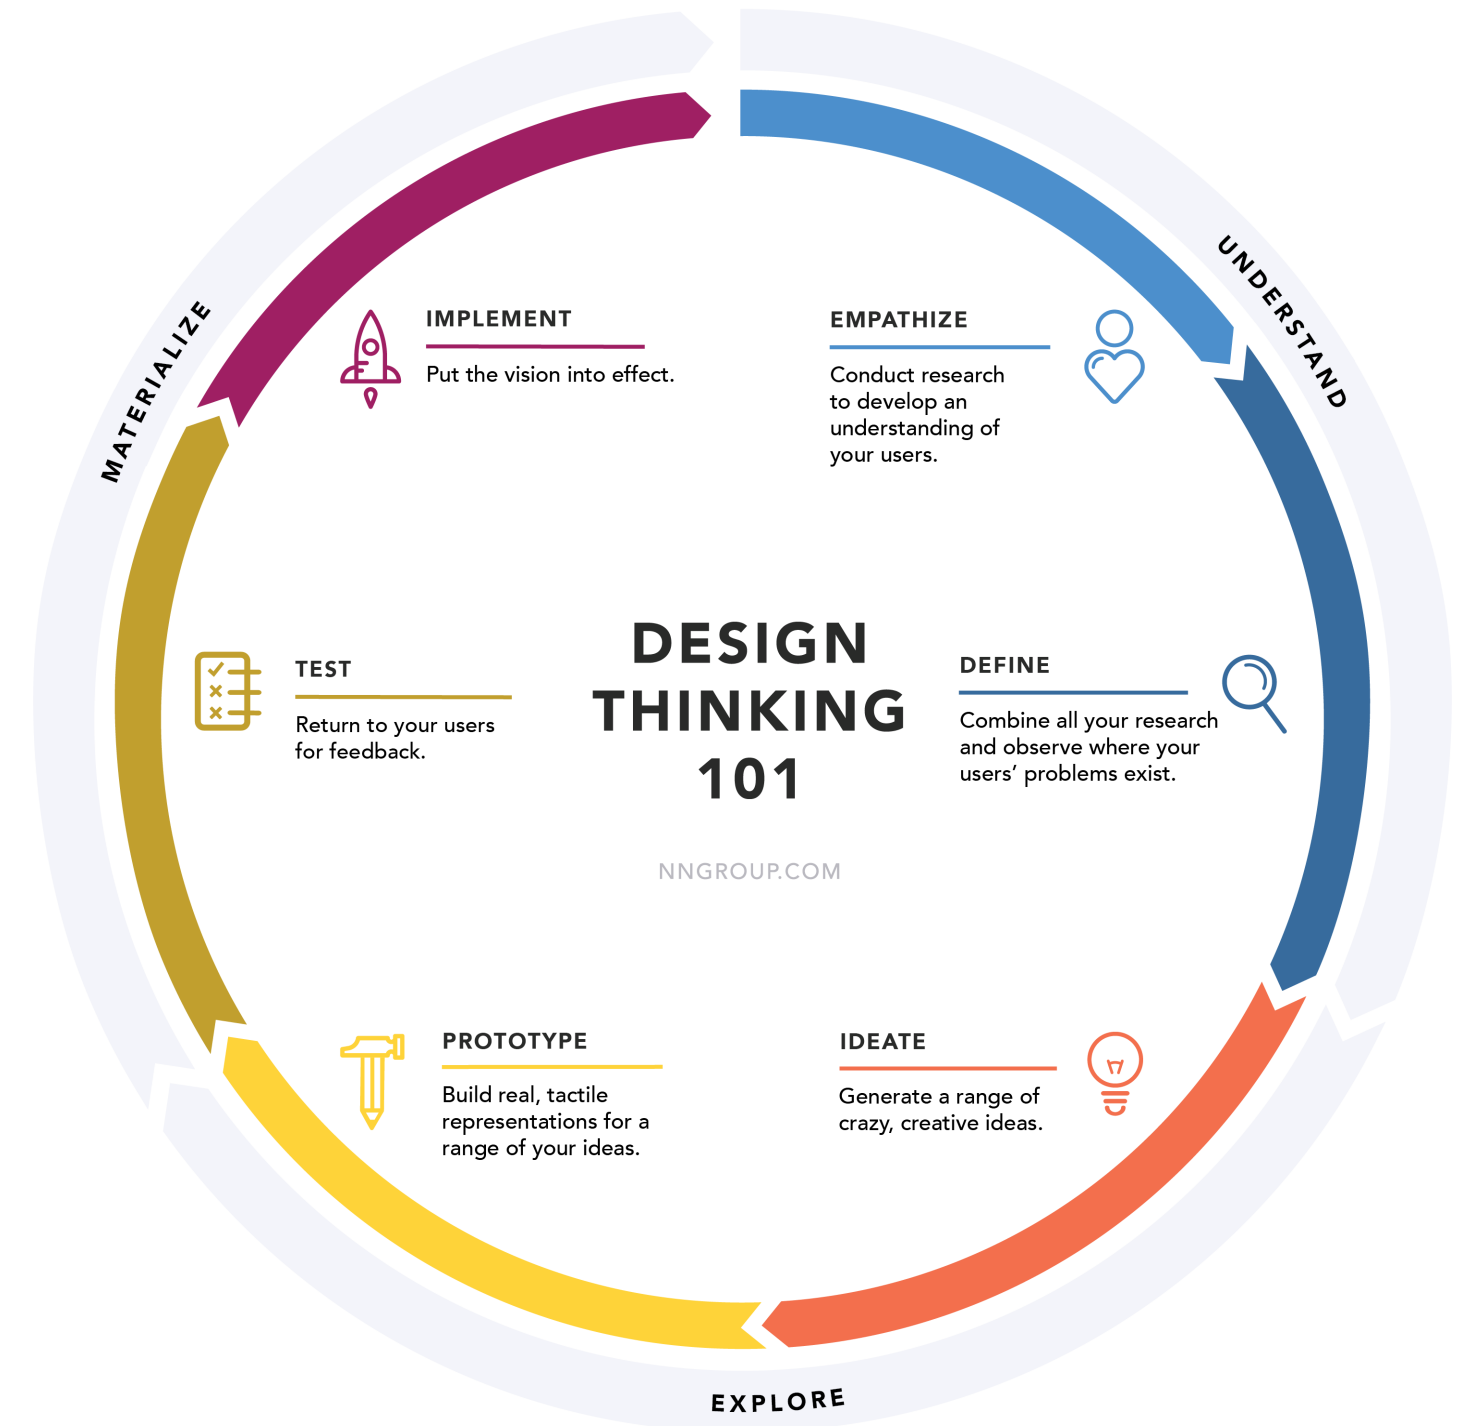 DESIGN
THINKING
101
NNGROUP.COM
UNDERSTAND
EMPATHIZE
Conduct research
to develop an
understanding of
your users.
DEFINE
Combine all your research
and observe where your
users’ problems exist.
EXPLORE
IDEATE
Generate a range of
crazy, creative ideas.
PROTOTYPE
Build real, tactile
representations for a
range of your ideas.
MATERIALIZE
TEST
Return to your users
for feedback.
IMPLEMENT
Put the vision into effect.